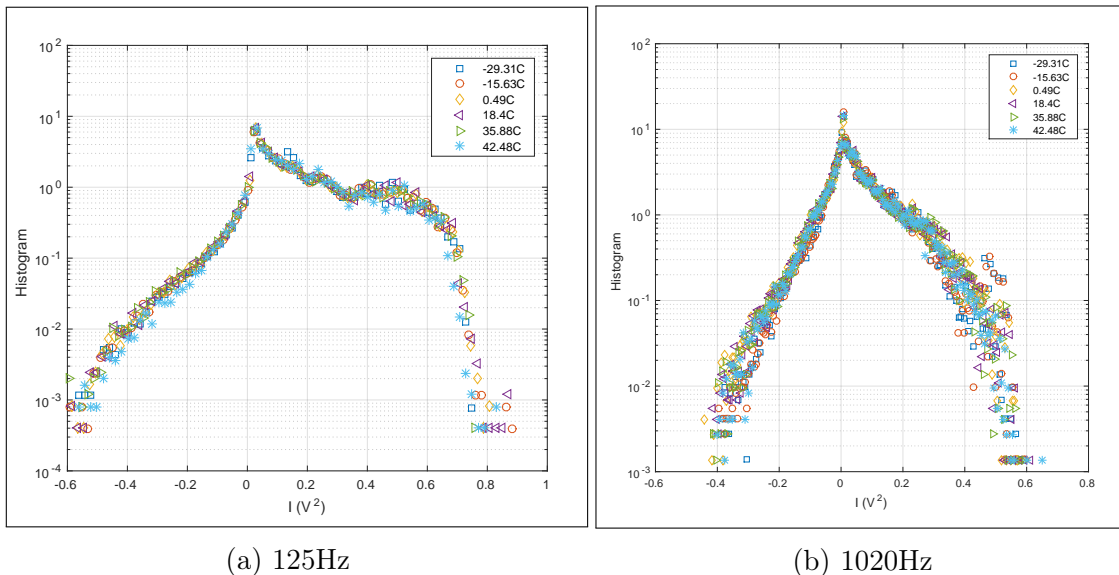 10^2
10^1
10^0
10^-1
10^-2
10^-3
10^-4
Histogram
-29.31C
-15.63C
0.49C
18.4C
35.88C
42.48C
-0.6 -0.4 -0.2 0 0.2 0.4 0.6 0.8 1
I (V^2)
(a) 125Hz
10^2
10^1
10^0
10^-1
10^-2
10^-3
Histogram
-29.31C
-15.63C
0.49C
18.4C
35.88C
42.48C
-0.6 -0.4 -0.2 0 0.2 0.4 0.6 0.8
I (V^2)
(b) 1020Hz